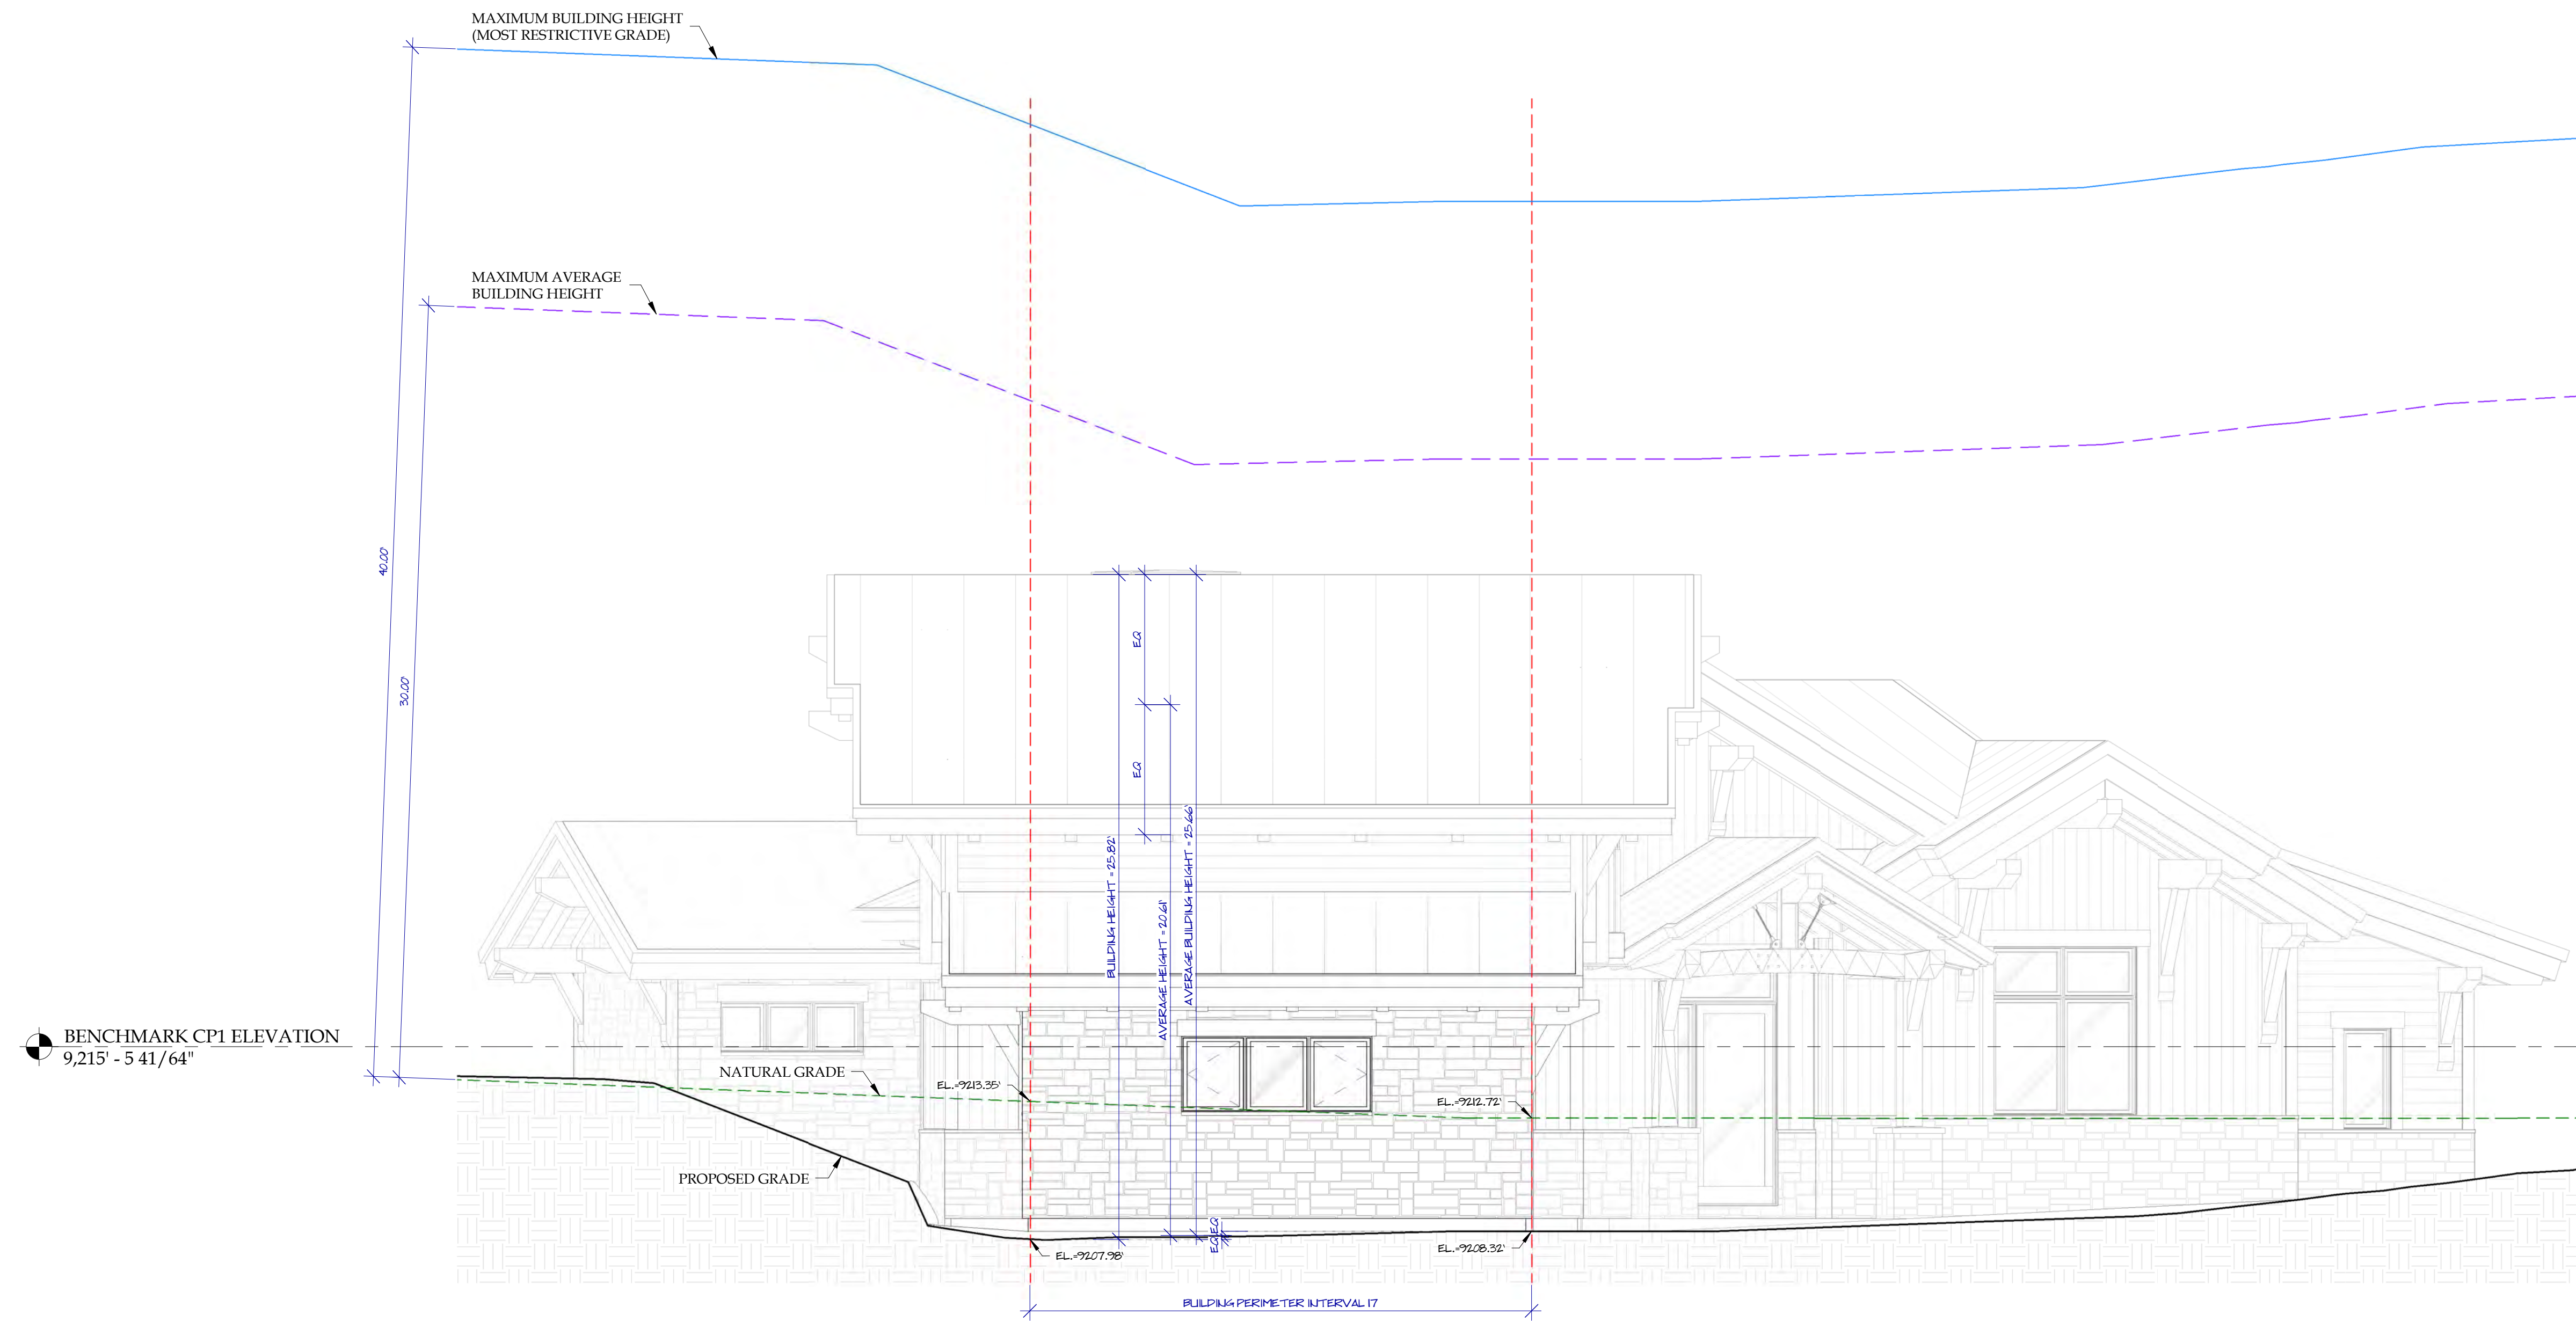 MAXIMUM BUILDING HEIGHT
(MOST RESTRICTIVE GRADE)
MAXIMUM AVERAGE
BUILDING HEIGHT
40.00'
30.00'
EQ
EQ
BUILDING HEIGHT = 25.82'
AVERAGE HEIGHT = 20.61'
AVERAGE BUILDING HEIGHT = 25.66'
BENCHMARK CP1 ELEVATION
9,215' - 5 41/64"
NATURAL GRADE
EL.=9213.35'
EL.=9212.72'
PROPOSED GRADE
EQ EQ
EL.=9207.98'
EL.=9208.32'
BUILDING PERIMETER INTERVAL 17